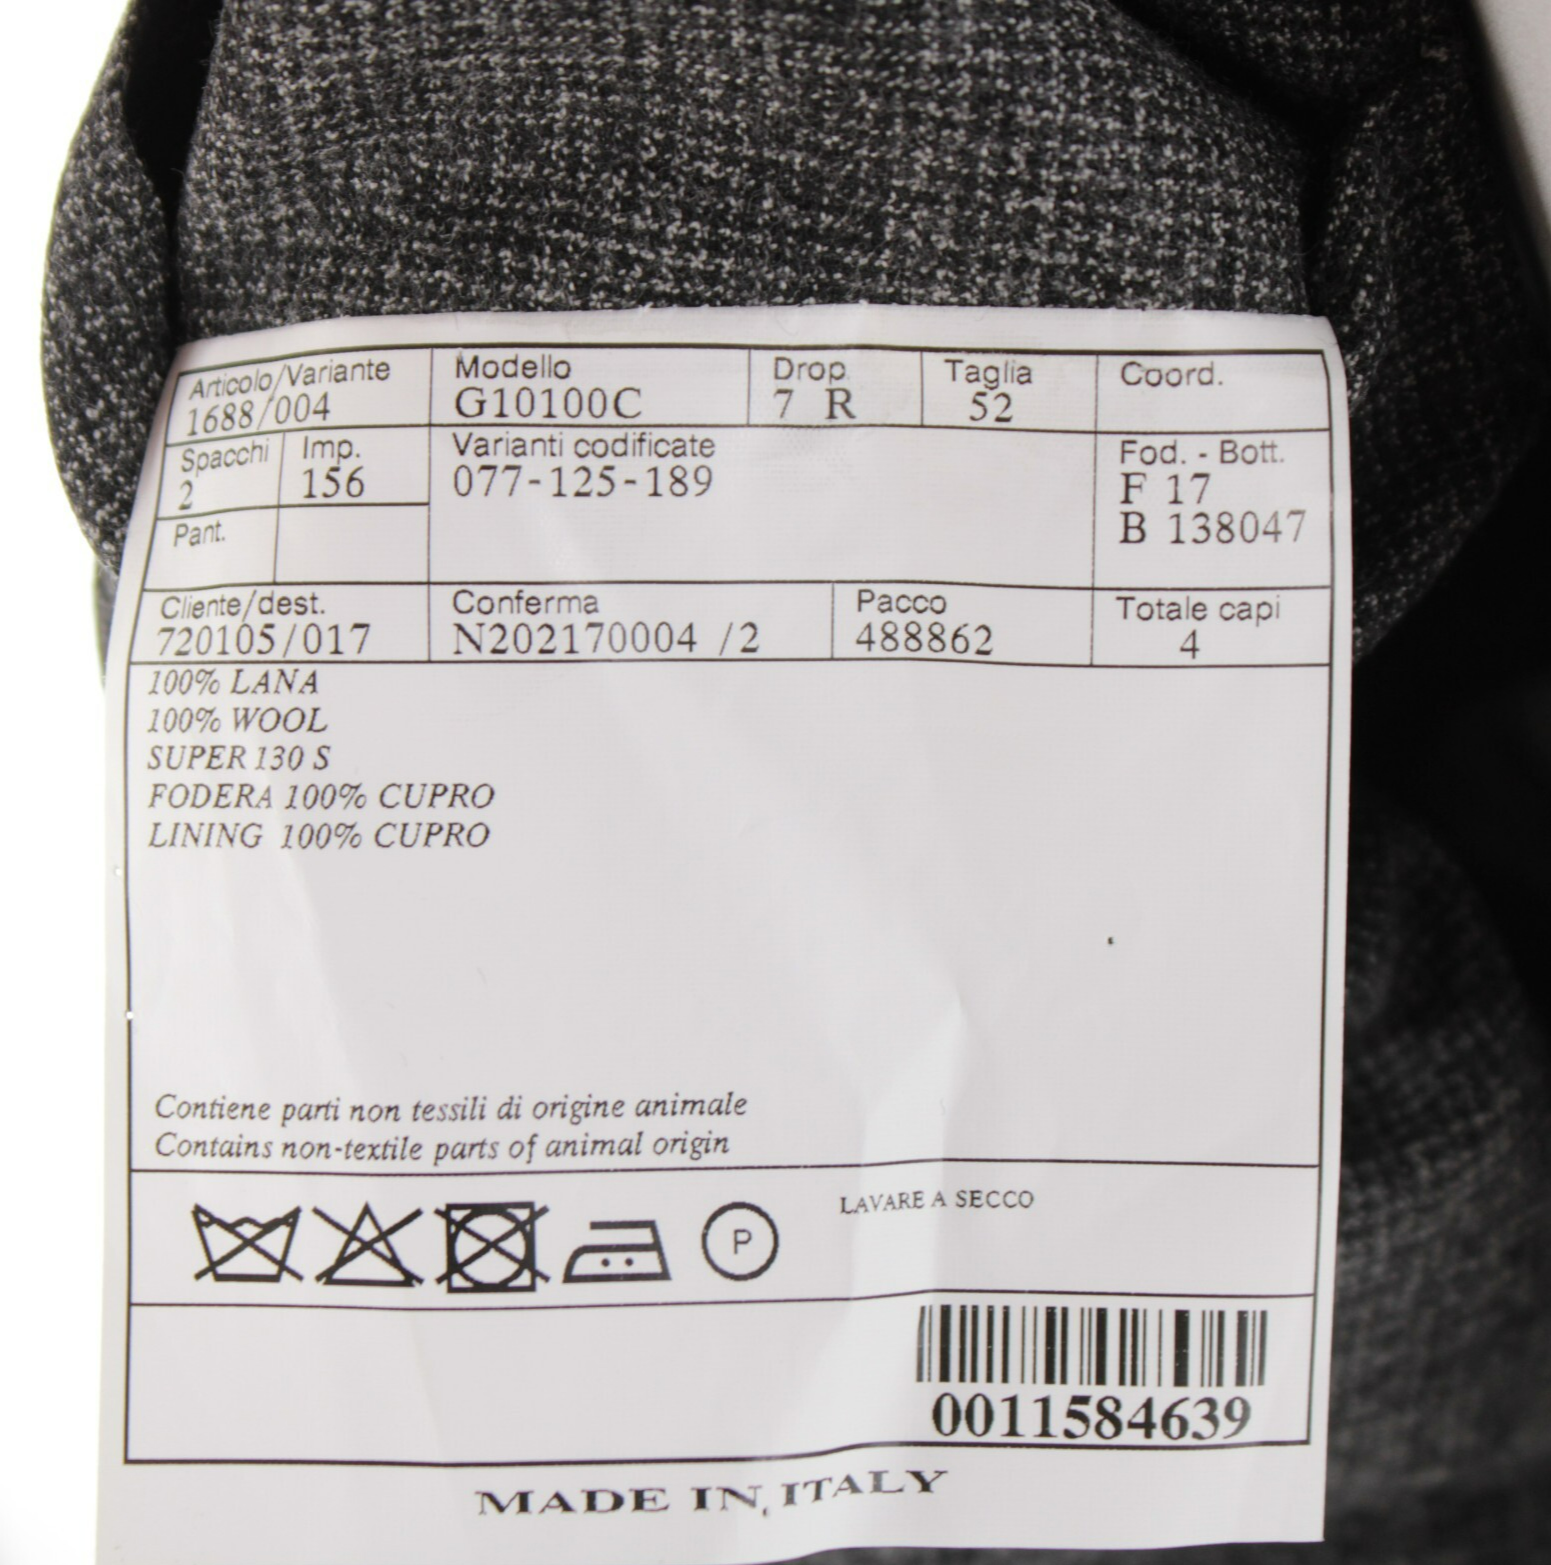 Articolo/Variante Modello Drop Taglia Coord.
1688/004 G10100C 7 R 52
Spacchi Imp. Varianti codificate Fod. - Bott.
2 156 077-125-189 F 17
Pant. B 138047
Cliente/dest. Conferma Pacco Totale capi
720105/017 N202170004 /2 488862 4
100% LANA
100% WOOL
SUPER 130 S
FODERA 100% CUPRO
LINING 100% CUPRO
Contiene parti non tessili di origine animale
Contains non-textile parts of animal origin
P LAVARE A SECCO
0011584639
MADE IN ITALY